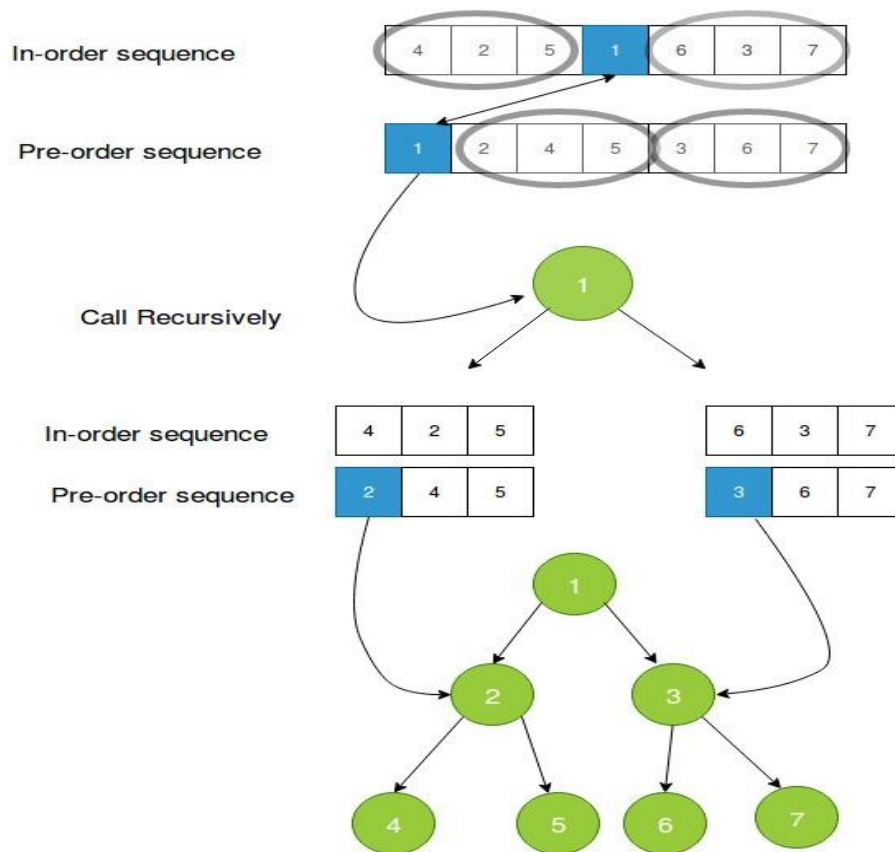 In-order sequence 4 2 5 1 6 3 7
Pre-order sequence 1 2 4 5 3 6 7
1
Call Recursively
In-order sequence 4 2 5 6 3 7
Pre-order sequence 2 4 5 3 6 7
1
2 3
4 5 6 7